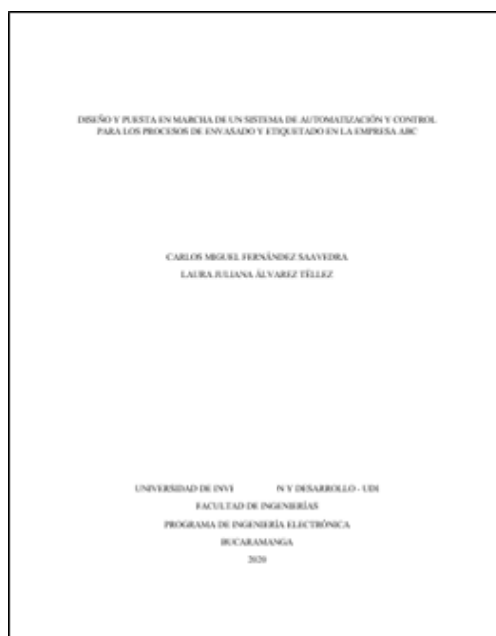 DISEÑO Y PUESTA EN MARCHA DE UN SISTEMA DE AUTOMATIZACIÓN Y CONTROL
PARA LOS PROCESOS DE ENVASADO Y ETIQUETADO EN LA EMPRESA ABC
CARLOS MIGUEL FERNÁNDEZ SAAVEDRA
LAURA JULIANA ÁLVAREZ TÉLLEZ
UNIVERSIDAD DE INVE N Y DESARROLLO - UDI
FACULTAD DE INGENIERÍAS
PROGRAMA DE INGENIERÍA ELECTRÓNICA
BUCARAMANGA
2020